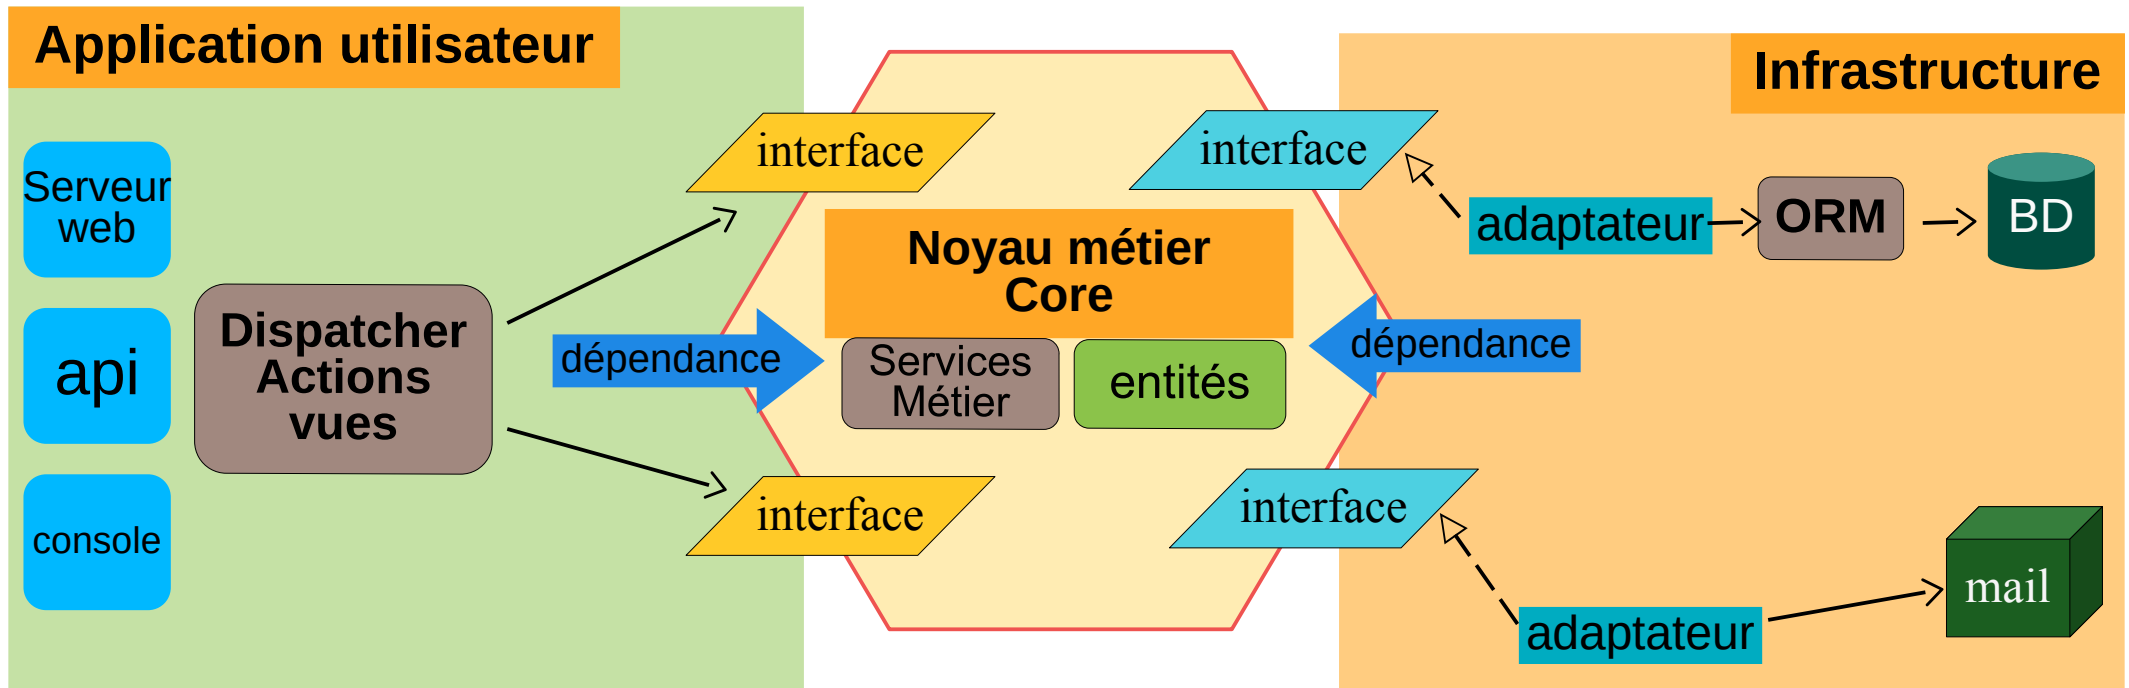 Application utilisateur
Infrastructure
Serveur
web
api
console
Dispatcher
Actions
vues
dépendance
interface
interface
Noyau métier
Core
Services
Métier
entités
interface
interface
dépendance
adaptateur
ORM
BD
adaptateur
mail